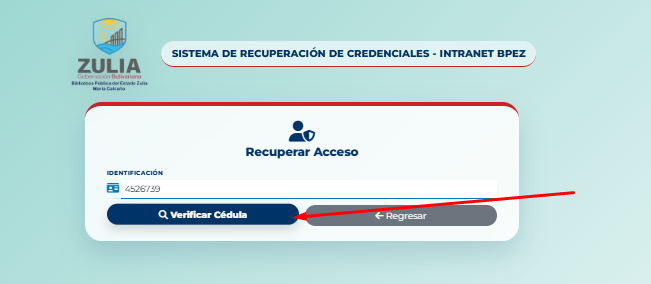 ZULIA
Gobernación Bolivariana
Biblioteca Pública del Estado Zulia
María Calcaño
SISTEMA DE RECUPERACIÓN DE CREDENCIALES - INTRANET BPEZ
Recuperar Acceso
IDENTIFICACIÓN
4526739
Verificar Cédula
Regresar